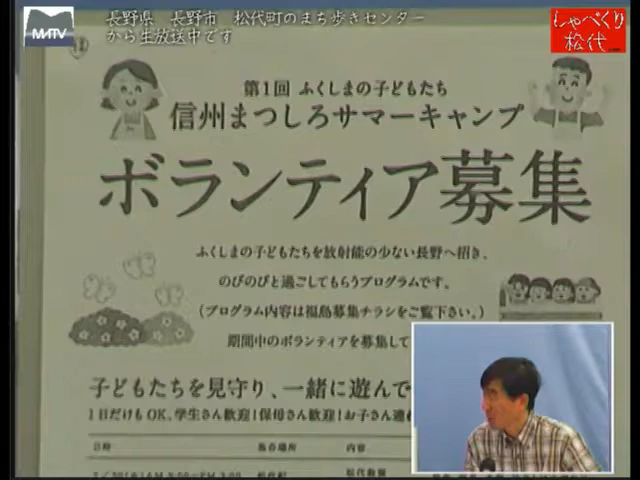 MATV
長野県 長野市 松代町のまち歩きセンター
から生放送中です
しゃべくり
松代
第1回 ふくしまの子どもたち
信州まつしろサマーキャンプ
ボランティア募集
ふくしまの子どもたちを放射能の少ない長野へ招き、
のびのびと過ごしてもらうプログラムです。
(プログラム内容は福島募集チラシをご覧下さい。)
期間中のボランティアを募集して
子どもたちを見守り、一緒に遊んで
1日だけもOK、学生さん歓迎!保母さん歓迎!お子さん連
日時 集合場所 内容
松代町